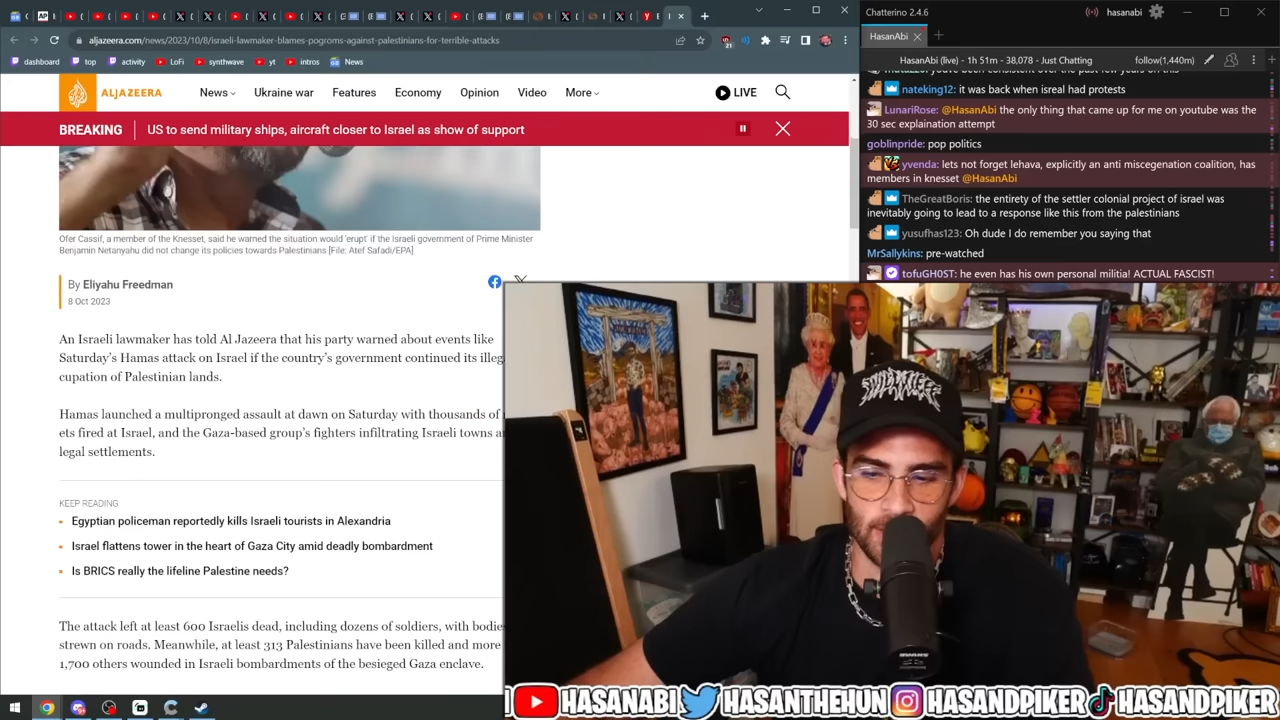 aljazeera.com/news/2023/10/8/israeli-lawmaker-blames-pogroms-against-palestinians-for-terrible-attacks
21
dashboard
top
top
activity
LoFi
synthwave
yt
intros
News
ALJAZEERA
News
Ukraine war
Features
Economy
Opinion
Video
More
LIVE
BREAKING
US to send military ships, aircraft closer to Israel as show of support
Ofer Cassif, a member of the Knesset, said he warned the situation would 'erupt' if the Israeli government of Prime Minister
Benjamin Netanyahu did not change its policies towards Palestinians [File: Atef Safadi/EPA]
By Eliyahu Freedman
8 Oct 2023
An Israeli lawmaker has told Al Jazeera that his party warned about events like
Saturday's Hamas attack on Israel if the country's government continued its illeg
cupation of Palestinian lands.
Hamas launched a multipronged assault at dawn on Saturday with thousands of
ets fired at Israel, and the Gaza-based group's fighters infiltrating Israeli towns a
legal settlements.
KEEP READING
Egyptian policeman reportedly kills Israeli tourists in Alexandria
Israel flattens tower in the heart of Gaza City amid deadly bombardment
Is BRICS really the lifeline Palestine needs?
The attack left at least 600 Israelis dead, including dozens of soldiers, with bodie
strewn on roads. Meanwhile, at least 313 Palestinians have been killed and more
1,700 others wounded in Israeli bombardments of the besieged Gaza enclave.
Chatterino 2.4.6
hasanabi
HasanAbi
HasanAbi (live) - 1h 51m - 38,078 - Just Chatting
follow(1,440m)
nateking12: it was back when isreal had protests
LunariRose: @HasanAbi the only thing that came up for me on youtube was the
30 sec explaination attempt
goblinpride: pop politics
yvenda: lets not forget lehava, explicitly an anti miscegenation coalition, has
members in knesset @HasanAbi
TheGreatBoris: the entirety of the settler colonial project of israel was
inevitably going to lead to a response like this from the palestinians
yusufhas123: Oh dude I do remember you saying that
MrSallykins: pre-watched
tofuGH0ST: he even has his own personal militia! ACTUAL FASCIST!
HASANABI
HASANTHEHUN
HASANDPIKER
HASANDPIKER